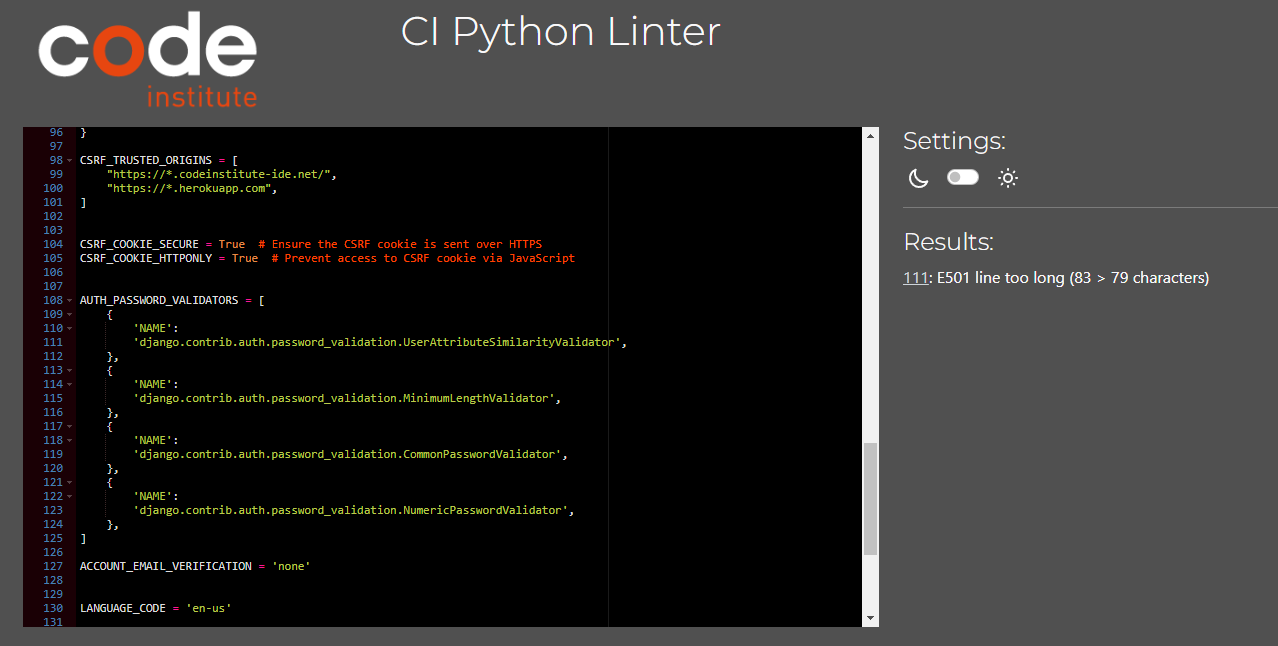 code
institute
CI Python Linter
96 }
97
98 CSRF_TRUSTED_ORIGINS = [
99     "https://*.codeinstitute-ide.net/",
100     "https://*.herokuapp.com",
101 ]
102
103
104 CSRF_COOKIE_SECURE = True  # Ensure the CSRF cookie is sent over HTTPS
105 CSRF_COOKIE_HTTPONLY = True  # Prevent access to CSRF cookie via JavaScript
106
107
108 AUTH_PASSWORD_VALIDATORS = [
109     {
110         'NAME':
111         'django.contrib.auth.password_validation.UserAttributeSimilarityValidator',
112     },
113     {
114         'NAME':
115         'django.contrib.auth.password_validation.MinimumLengthValidator',
116     },
117     {
118         'NAME':
119         'django.contrib.auth.password_validation.CommonPasswordValidator',
120     },
121     {
122         'NAME':
123         'django.contrib.auth.password_validation.NumericPasswordValidator',
124     },
125 ]
126
127 ACCOUNT_EMAIL_VERIFICATION = 'none'
128
129
130 LANGUAGE_CODE = 'en-us'
131
Settings:
Results:
111: E501 line too long (83 > 79 characters)